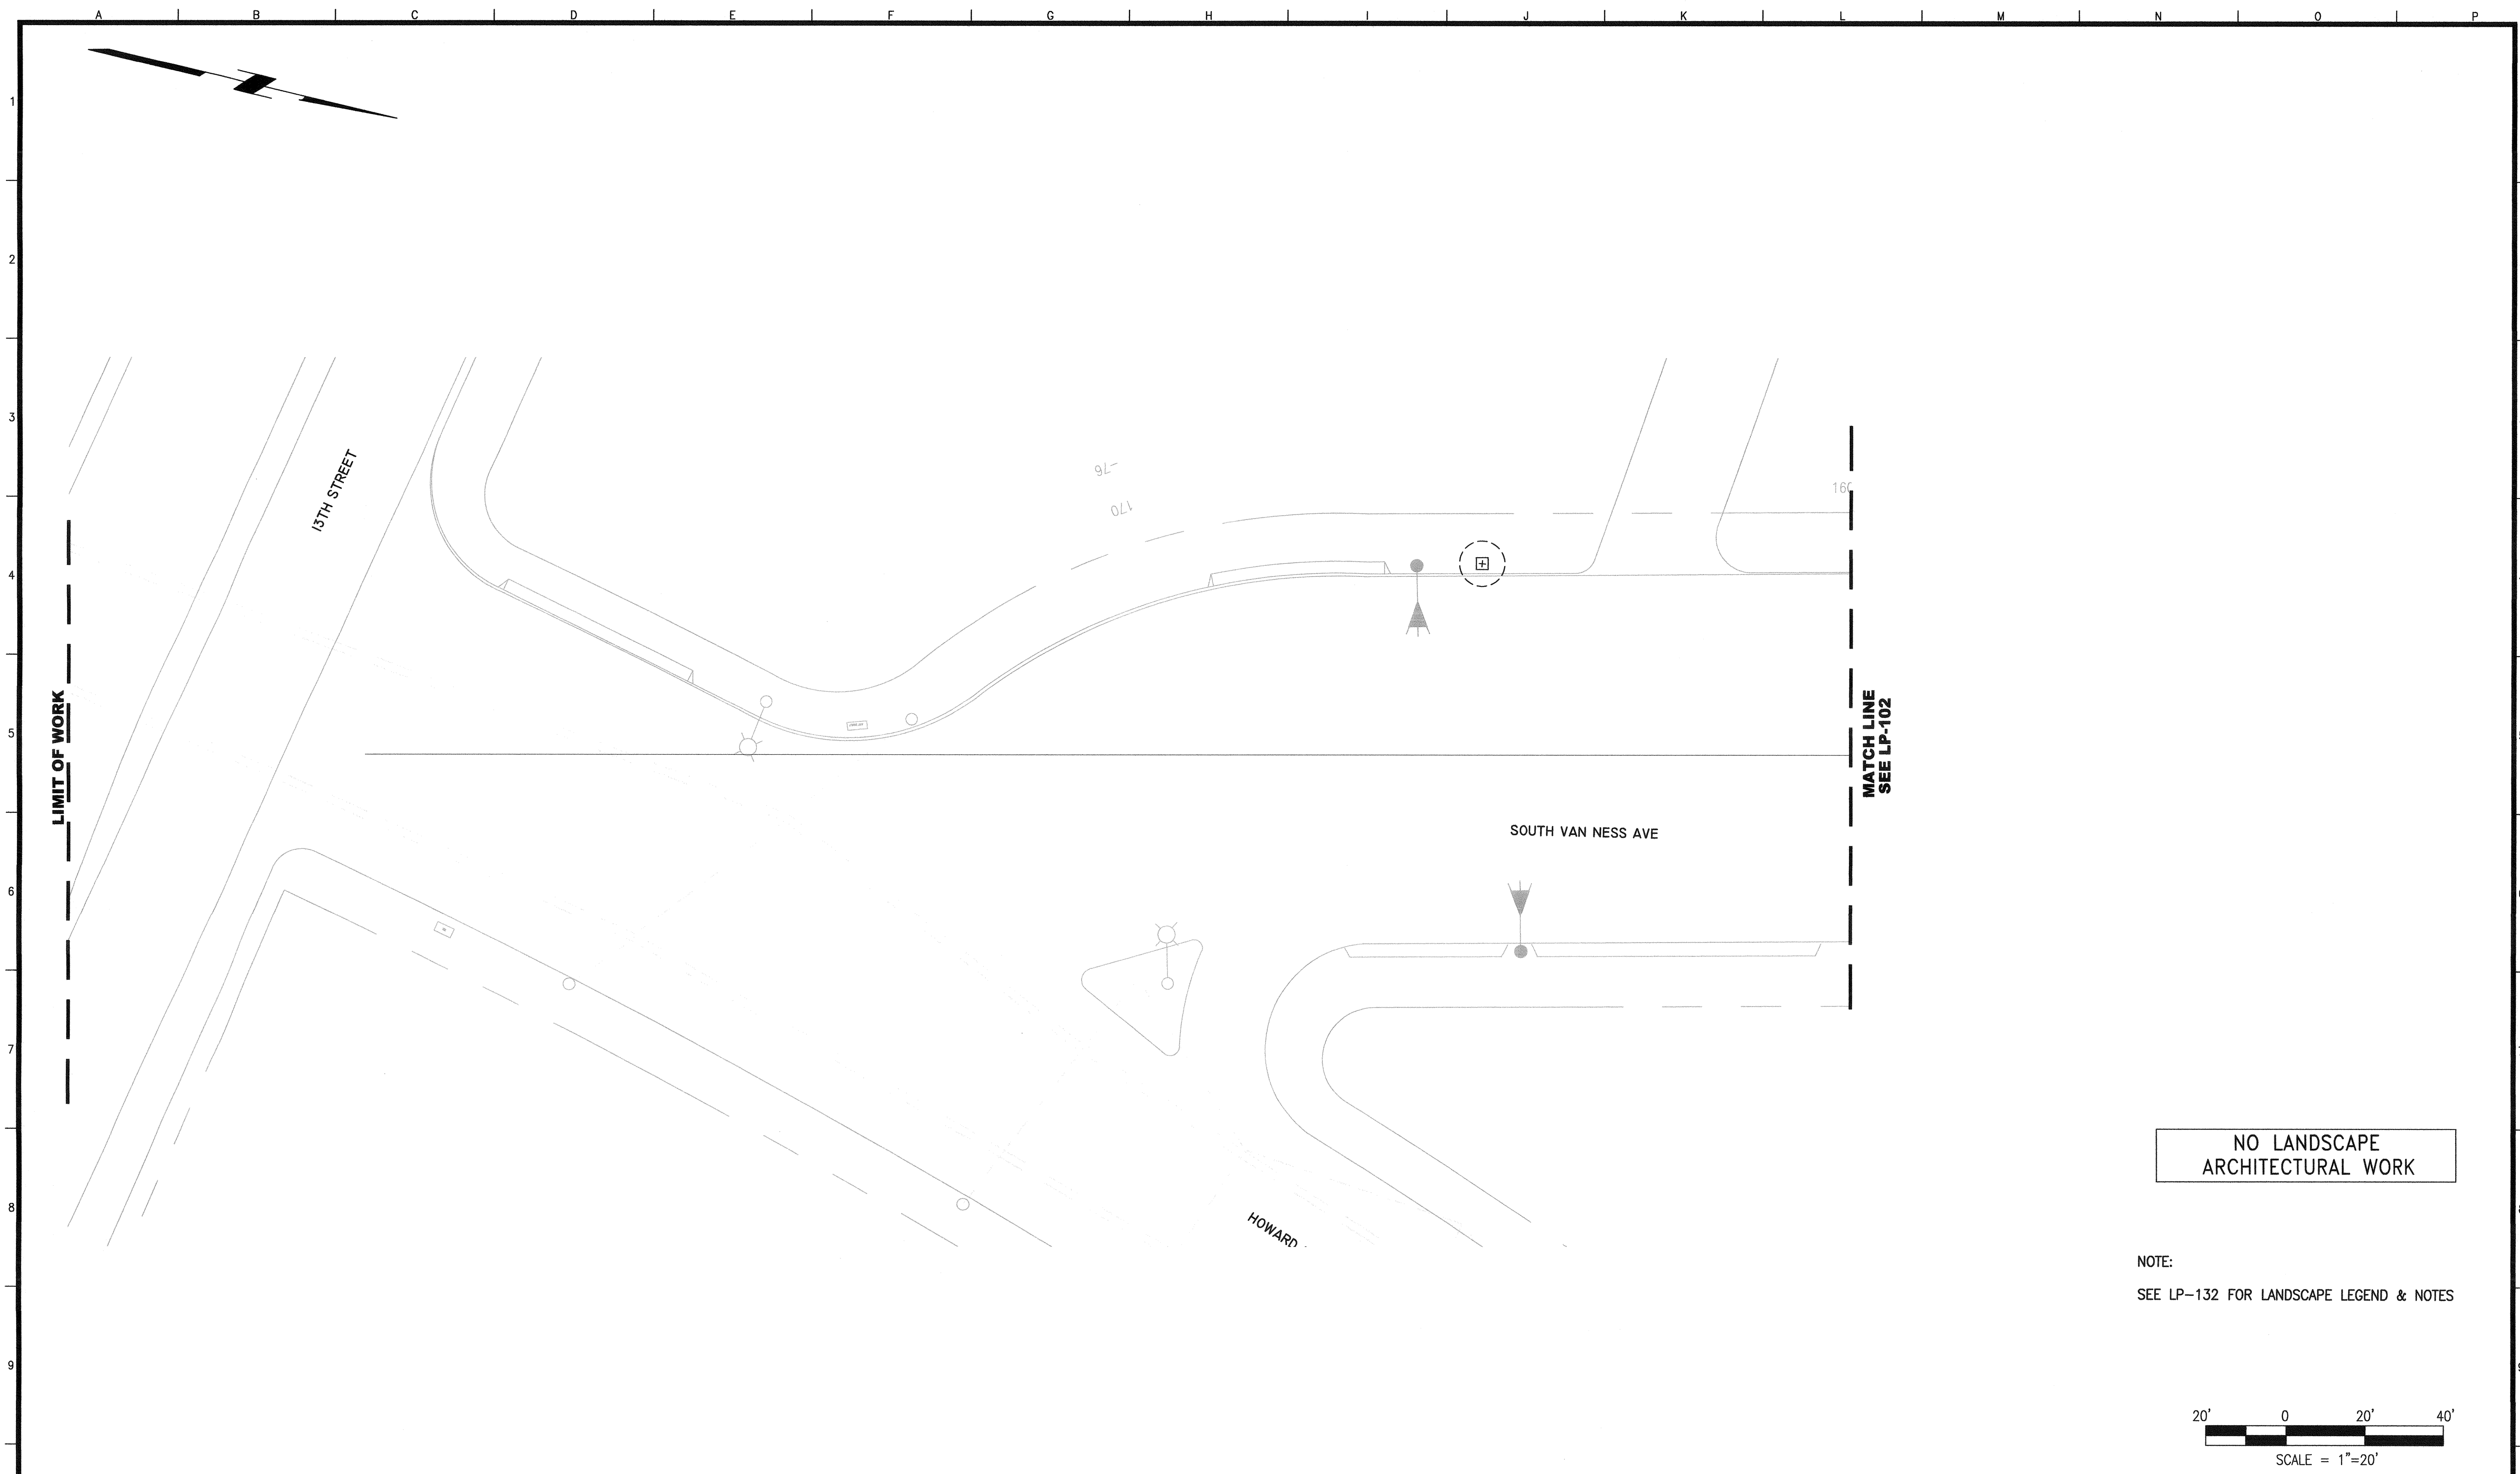 A B C D E F G H I J K L M N O P
1
2
3
4
5
6
7
8
9
13TH STREET
-76
170
160
LIMIT OF WORK
MATCH LINE
SEE LP-102
SOUTH VAN NESS AVE
HOWARD
NO LANDSCAPE
ARCHITECTURAL WORK
NOTE:
SEE LP-132 FOR LANDSCAPE LEGEND & NOTES
20' 0 20' 40'
SCALE = 1"=20'